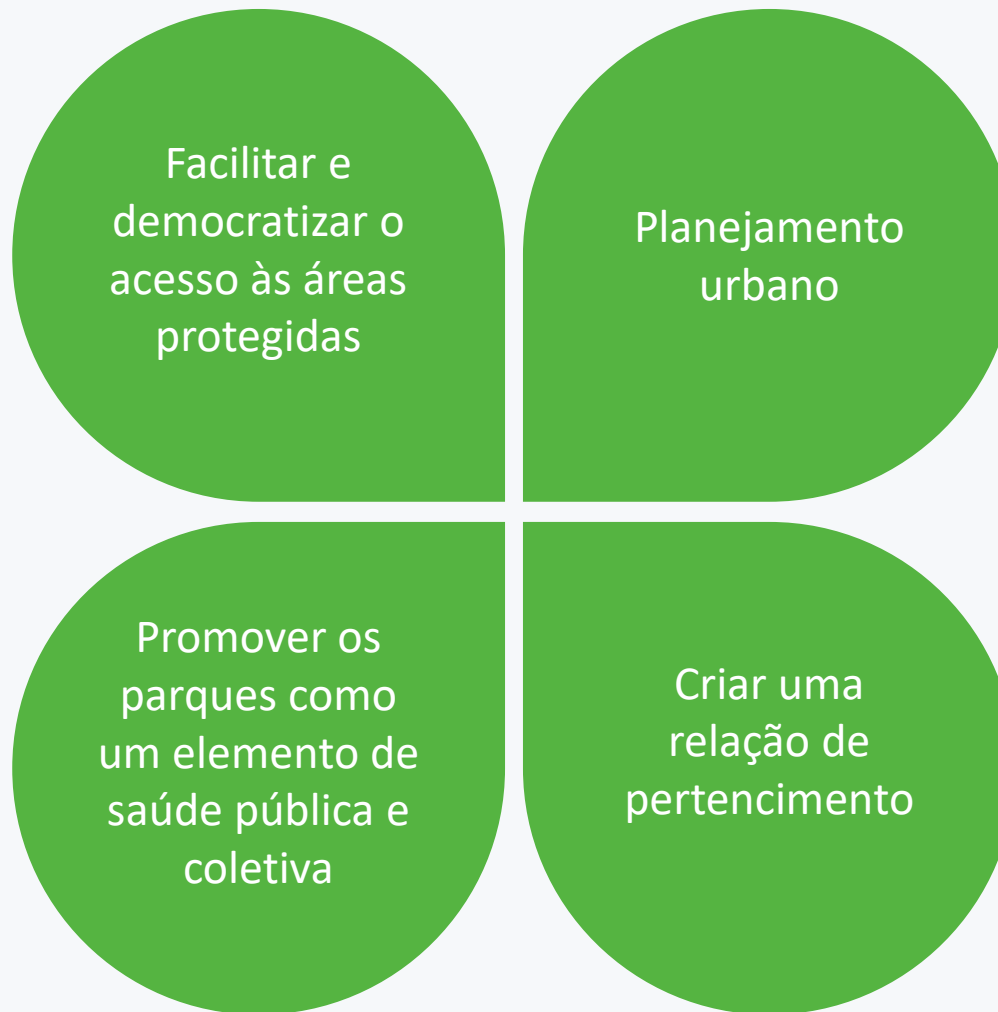 Facilitar e
democratizar o
acesso às áreas
protegidas
Planejamento
urbano
Promover os
parques como
um elemento de
saúde pública e
coletiva
Criar uma
relação de
pertencimento